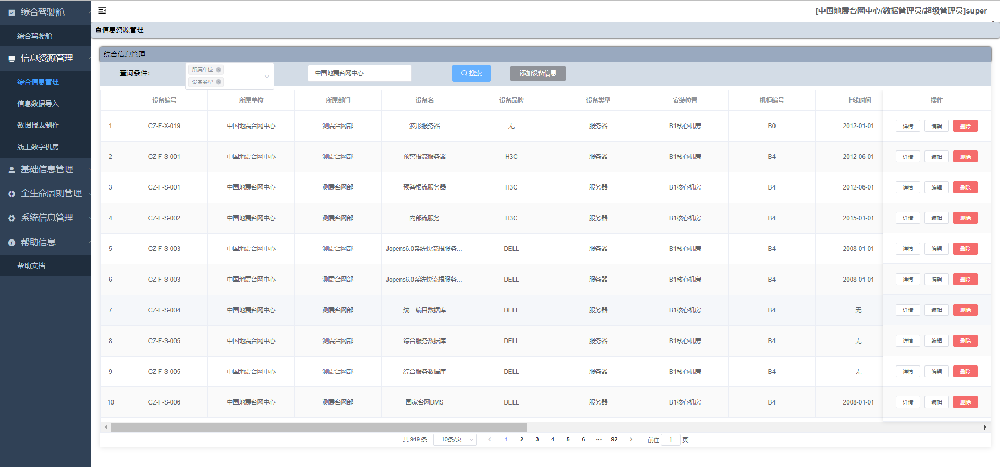 综合驾驶舱
综合驾驶舱
信息资源管理
综合信息管理
信息数据导入
数据报表制作
线上数字机房
基础信息管理
全生命周期管理
系统信息管理
帮助信息
帮助文档
[中国地震台网中心/数据管理员/超级管理员]super
信息资源管理
综合信息管理
查询条件: 所属单位 设备类型 中国地震台网中心 搜索 添加设备信息
设备编号 所属单位 所属部门 设备名 设备品牌 设备类型 安装位置 机柜编号 上线时间 操作
1 CZ-F-X-019 中国地震台网中心 测震台网部 波形服务器 无 服务器 B1核心机房 B0 2012-01-01 详情 编辑 删除
2 CZ-F-S-001 中国地震台网中心 测震台网部 预警根流服务器 H3C 服务器 B1核心机房 B4 2012-06-01 详情 编辑 删除
3 CZ-F-S-001 中国地震台网中心 测震台网部 预警根流服务器 H3C 服务器 B1核心机房 B4 2012-06-01 详情 编辑 删除
4 CZ-F-S-002 中国地震台网中心 测震台网部 内部流服务 H3C 服务器 B1核心机房 B4 2015-01-01 详情 编辑 删除
5 CZ-F-S-003 中国地震台网中心 测震台网部 Jopens6.0系统快流根服务... DELL 服务器 B1核心机房 B4 2008-01-01 详情 编辑 删除
6 CZ-F-S-003 中国地震台网中心 测震台网部 Jopens6.0系统快流根服务... DELL 服务器 B1核心机房 B4 2008-01-01 详情 编辑 删除
7 CZ-F-S-004 中国地震台网中心 测震台网部 统一编目数据库 DELL 服务器 B1核心机房 B4 无 详情 编辑 删除
8 CZ-F-S-005 中国地震台网中心 测震台网部 综合服务数据库 DELL 服务器 B1核心机房 B4 无 详情 编辑 删除
9 CZ-F-S-005 中国地震台网中心 测震台网部 综合服务数据库 DELL 服务器 B1核心机房 B4 无 详情 编辑 删除
10 CZ-F-S-006 中国地震台网中心 测震台网部 国家台网DMS DELL 服务器 B1核心机房 B4 2008-01-01 详情 编辑 删除
共 919 条 10条/页 1 2 3 4 5 6 ••• 92 前往 1 页